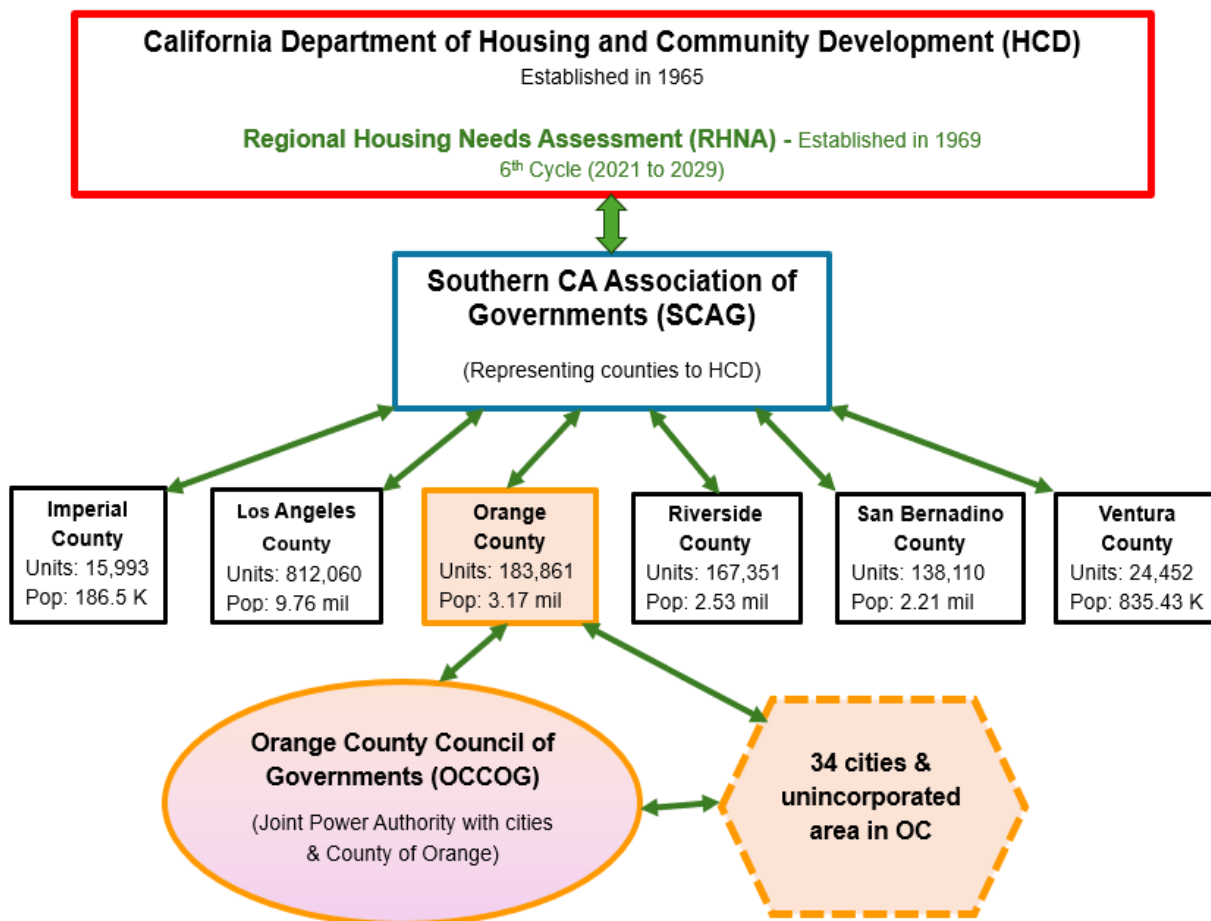 California Department of Housing and Community Development (HCD)
Established in 1965
Regional Housing Needs Assessment (RHNA) - Established in 1969
6th Cycle (2021 to 2029)
Southern CA Association of
Governments (SCAG)
(Representing counties to HCD)
Imperial
County
Units: 15,993
Pop: 186.5 K
Los Angeles
County
Units: 812,060
Pop: 9.76 mil
Orange
County
Units: 183,861
Pop: 3.17 mil
Riverside
County
Units: 167,351
Pop: 2.53 mil
San Bernadino
County
Units: 138,110
Pop: 2.21 mil
Ventura
County
Units: 24,452
Pop: 835.43 K
Orange County Council of
Governments (OCCOG)
(Joint Power Authority with cities
& County of Orange)
34 cities &
unincorporated
area in OC